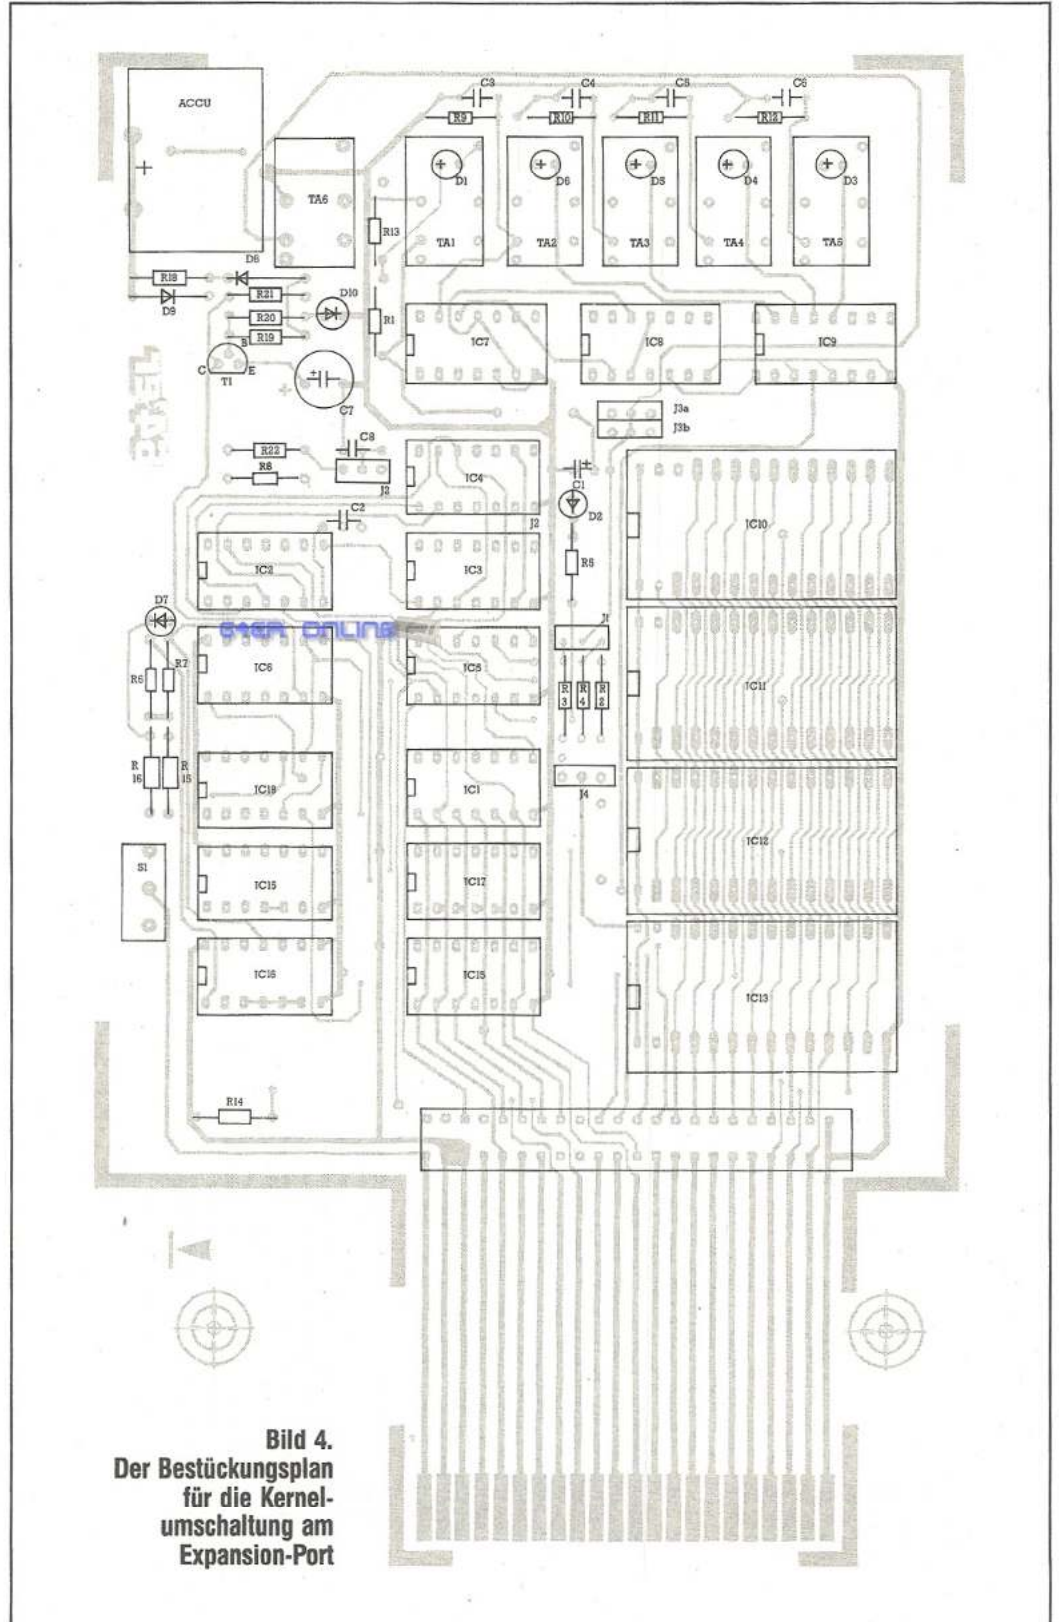 C3 C4 C5 C6
ACCU
R9 R10 R11 R12
D1 D6 D5 D4 D3
TA6
R13
TA1 TA2 TA3 TA4 TA5
D8
R18
R21
D10
D9
R20
R1
R19
B
IC7 IC8 IC9
C E
T1
C7
J3a
J3b
C8
R22
R8
J3
IC4
C1
C2
J2
D2
IC10
IC2
IC3
R5
D7
64ER ONLINE
J1
R7
R6
IC6
IC5
R3 R4 R2
IC11
R16 R15
IC18
IC1
J4
IC12
S1
IC15
IC17
IC16
IC15
IC13
R14
Bild 4.
Der Bestückungsplan
für die Kernel-
umschaltung am
Expansion-Port